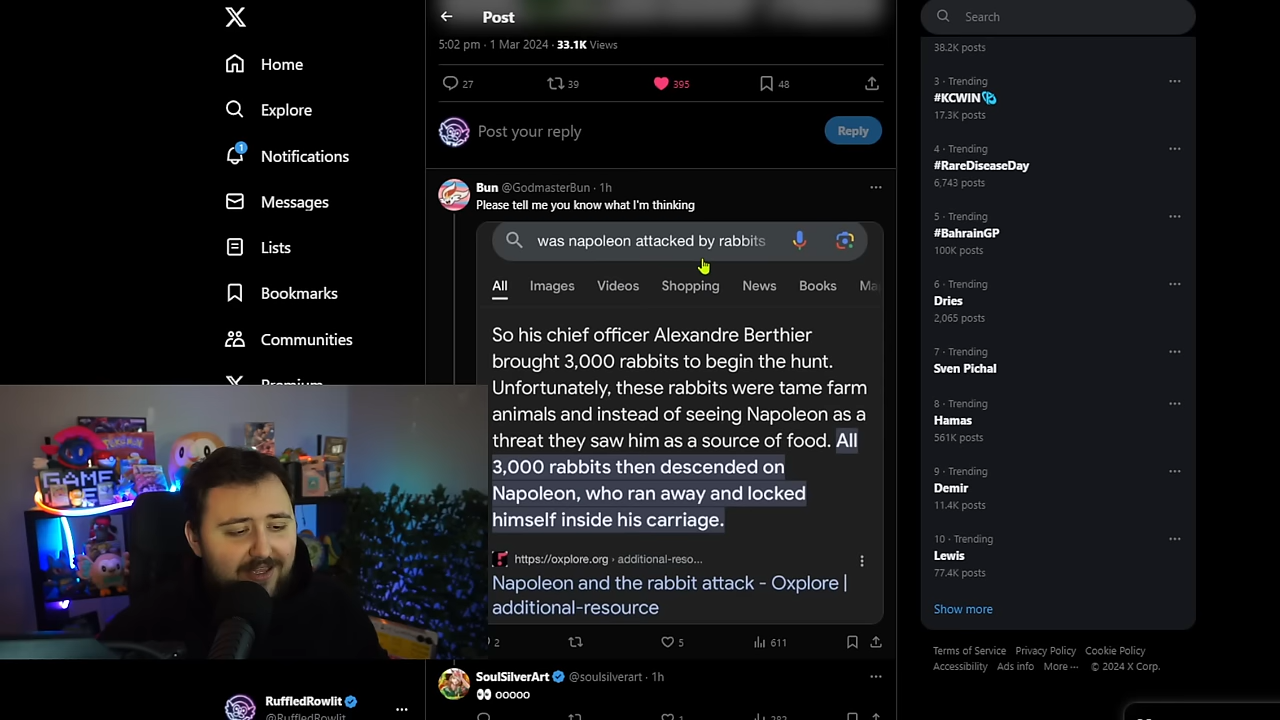 Home
Explore
1
Notifications
Messages
Lists
Bookmarks
Communities
Premium
POKEMON
GAME
RuffledRowlit
@RuffledRowlit
Post
5:02 pm · 1 Mar 2024 · 33.1K Views
27
39
395
48
Post your reply
Reply
Bun @GodmasterBun · 1h
Please tell me you know what I'm thinking
was napoleon attacked by rabbits
All Images Videos Shopping News Books Ma
So his chief officer Alexandre Berthier
brought 3,000 rabbits to begin the hunt.
Unfortunately, these rabbits were tame farm
animals and instead of seeing Napoleon as a
threat they saw him as a source of food. All
3,000 rabbits then descended on
Napoleon, who ran away and locked
himself inside his carriage.
https://oxplore.org › additional-reso...
Napoleon and the rabbit attack - Oxplore |
additional-resource
2
5
611
SoulSilverArt @soulsilverart · 1h
👀 ooooo
1
282
Search
38.2K posts
3 · Trending
#KCWIN
17.3K posts
4 · Trending
#RareDiseaseDay
6,743 posts
5 · Trending
#BahrainGP
100K posts
6 · Trending
Dries
2,065 posts
7 · Trending
Sven Pichal
8 · Trending
Hamas
561K posts
9 · Trending
Demir
11.4K posts
10 · Trending
Lewis
77.4K posts
Show more
Terms of Service Privacy Policy Cookie Policy
Accessibility Ads info More ··· © 2024 X Corp.